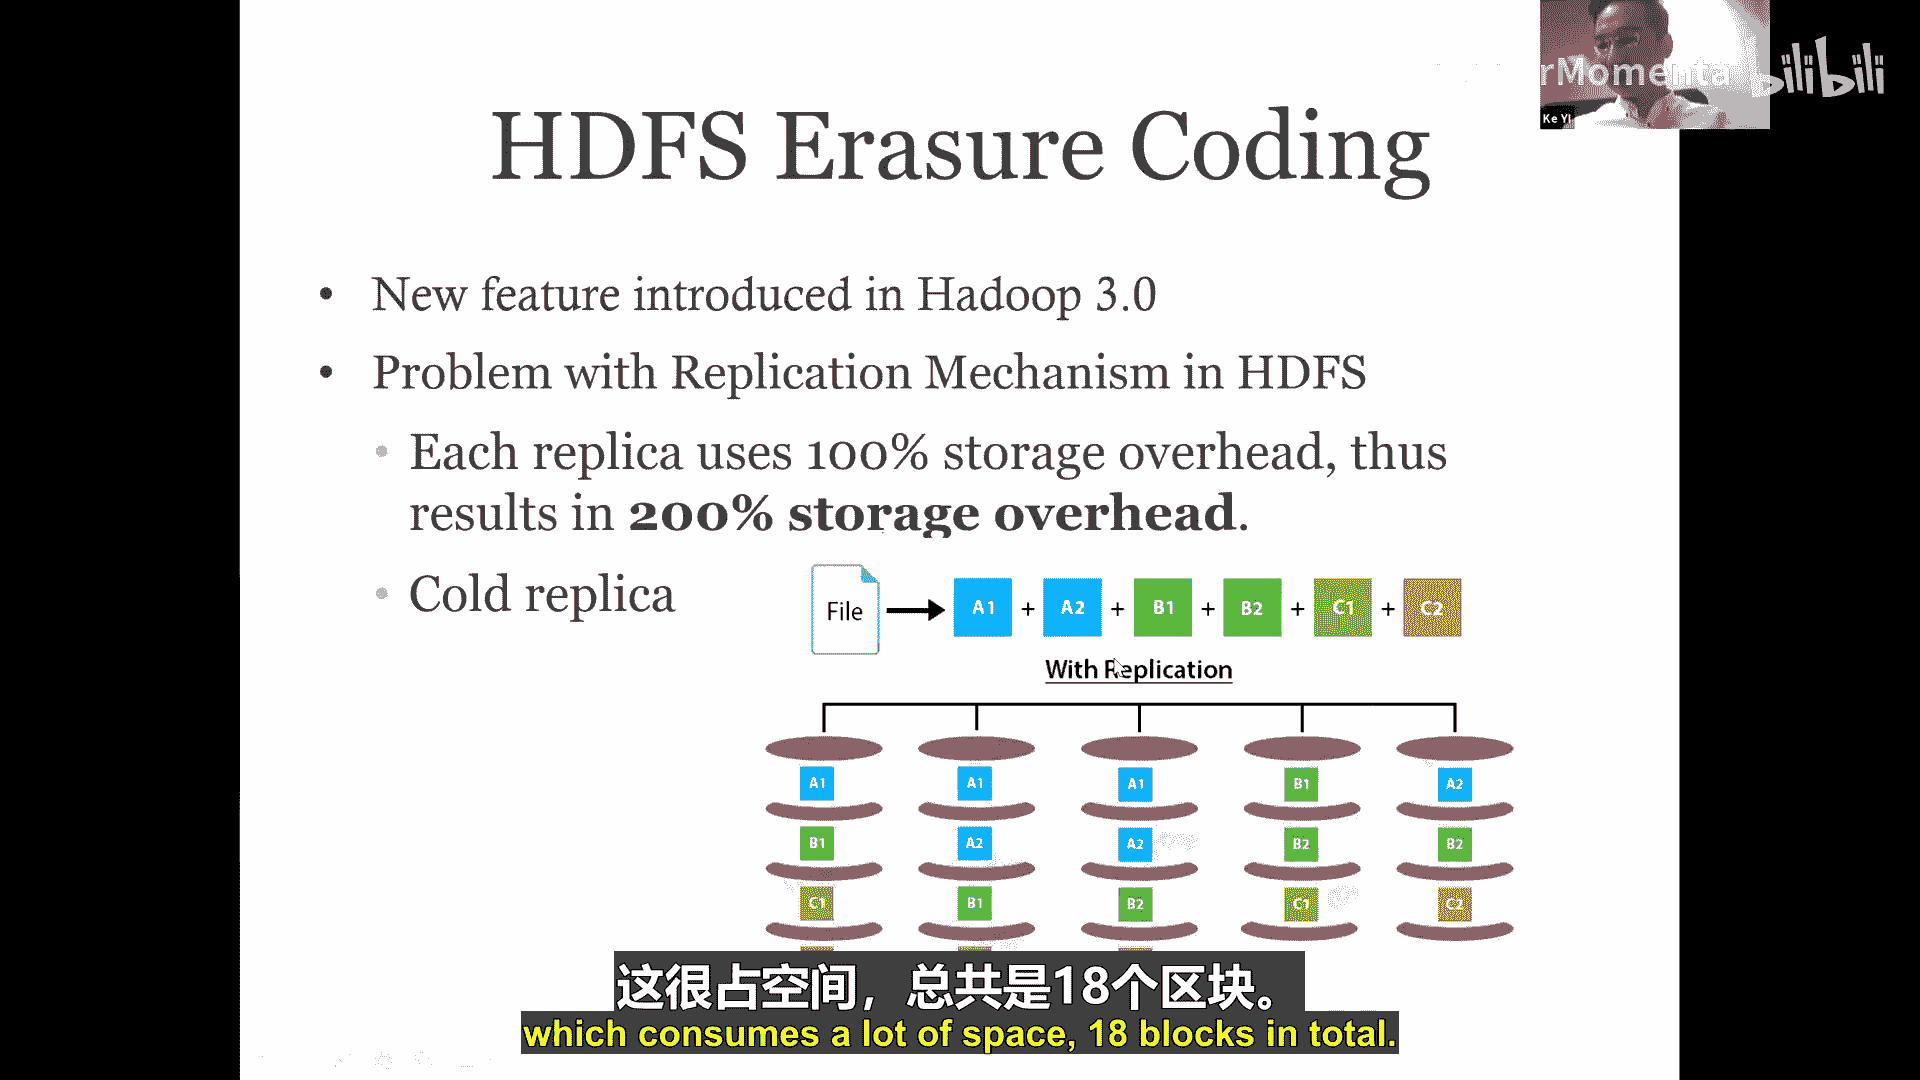 rMomenta
bilibili
Ke Yi
HDFS Erasure Coding
• New feature introduced in Hadoop 3.0
• Problem with Replication Mechanism in HDFS
• Each replica uses 100% storage overhead, thus
results in 200% storage overhead.
• Cold replica
File
A1 + A2 + B1 + B2 + C1 + C2
With Replication
A1 A1 A1 B1 A2
B1 A2 A2 B2 B2
C1 B1 B2 C1 C2
这很占空间，总共是18个区块。
which consumes a lot of space, 18 blocks in total.